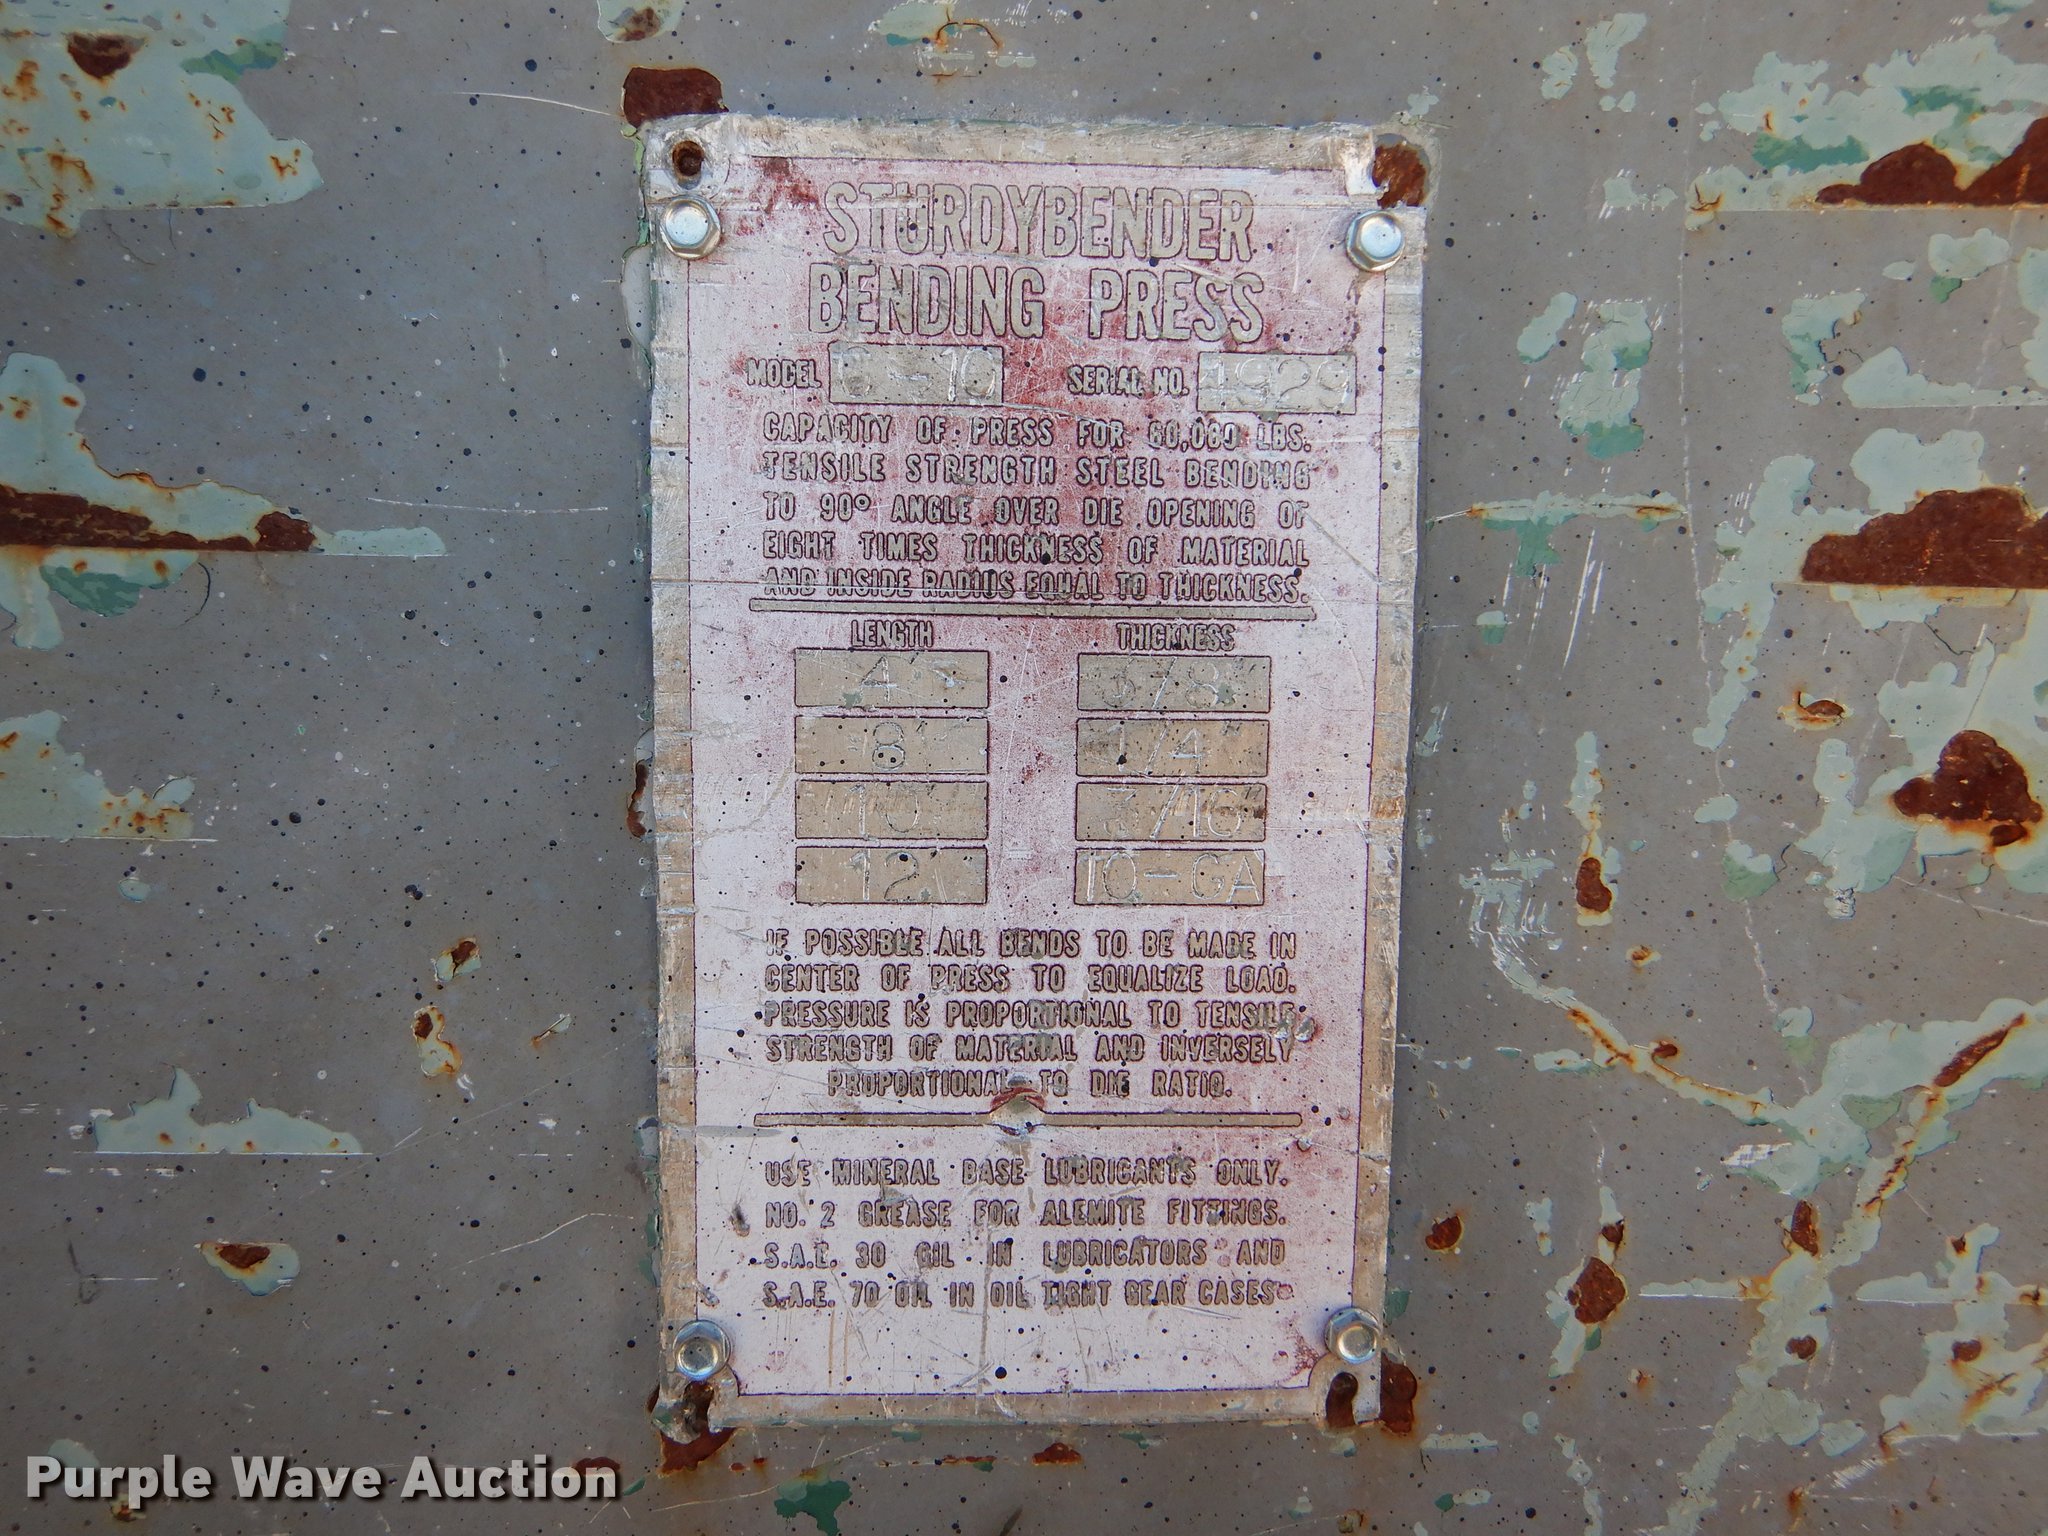 STURDYBENDER
BENDING PRESS
MODEL C-10 SERIAL NO. 4929
CAPACITY OF PRESS FOR 60,000 LBS.
TENSILE STRENGTH STEEL BENDING
TO 90° ANGLE OVER DIE OPENING OF
EIGHT TIMES THICKNESS OF MATERIAL
AND INSIDE RADIUS EQUAL TO THICKNESS.
LENGTH THICKNESS
4' 3/8"
8' 1/4"
10' 3/16"
12' 10-GA
IF POSSIBLE ALL BENDS TO BE MADE IN
CENTER OF PRESS TO EQUALIZE LOAD.
PRESSURE IS PROPORTIONAL TO TENSILE
STRENGTH OF MATERIAL AND INVERSELY
PROPORTIONAL TO DIE RATIO.
USE MINERAL BASE LUBRICANTS ONLY.
NO. 2 GREASE FOR ALEMITE FITTINGS.
S.A.E. 30 OIL IN LUBRICATORS AND
S.A.E. 70 OIL IN OIL TIGHT GEAR CASES
Purple Wave Auction